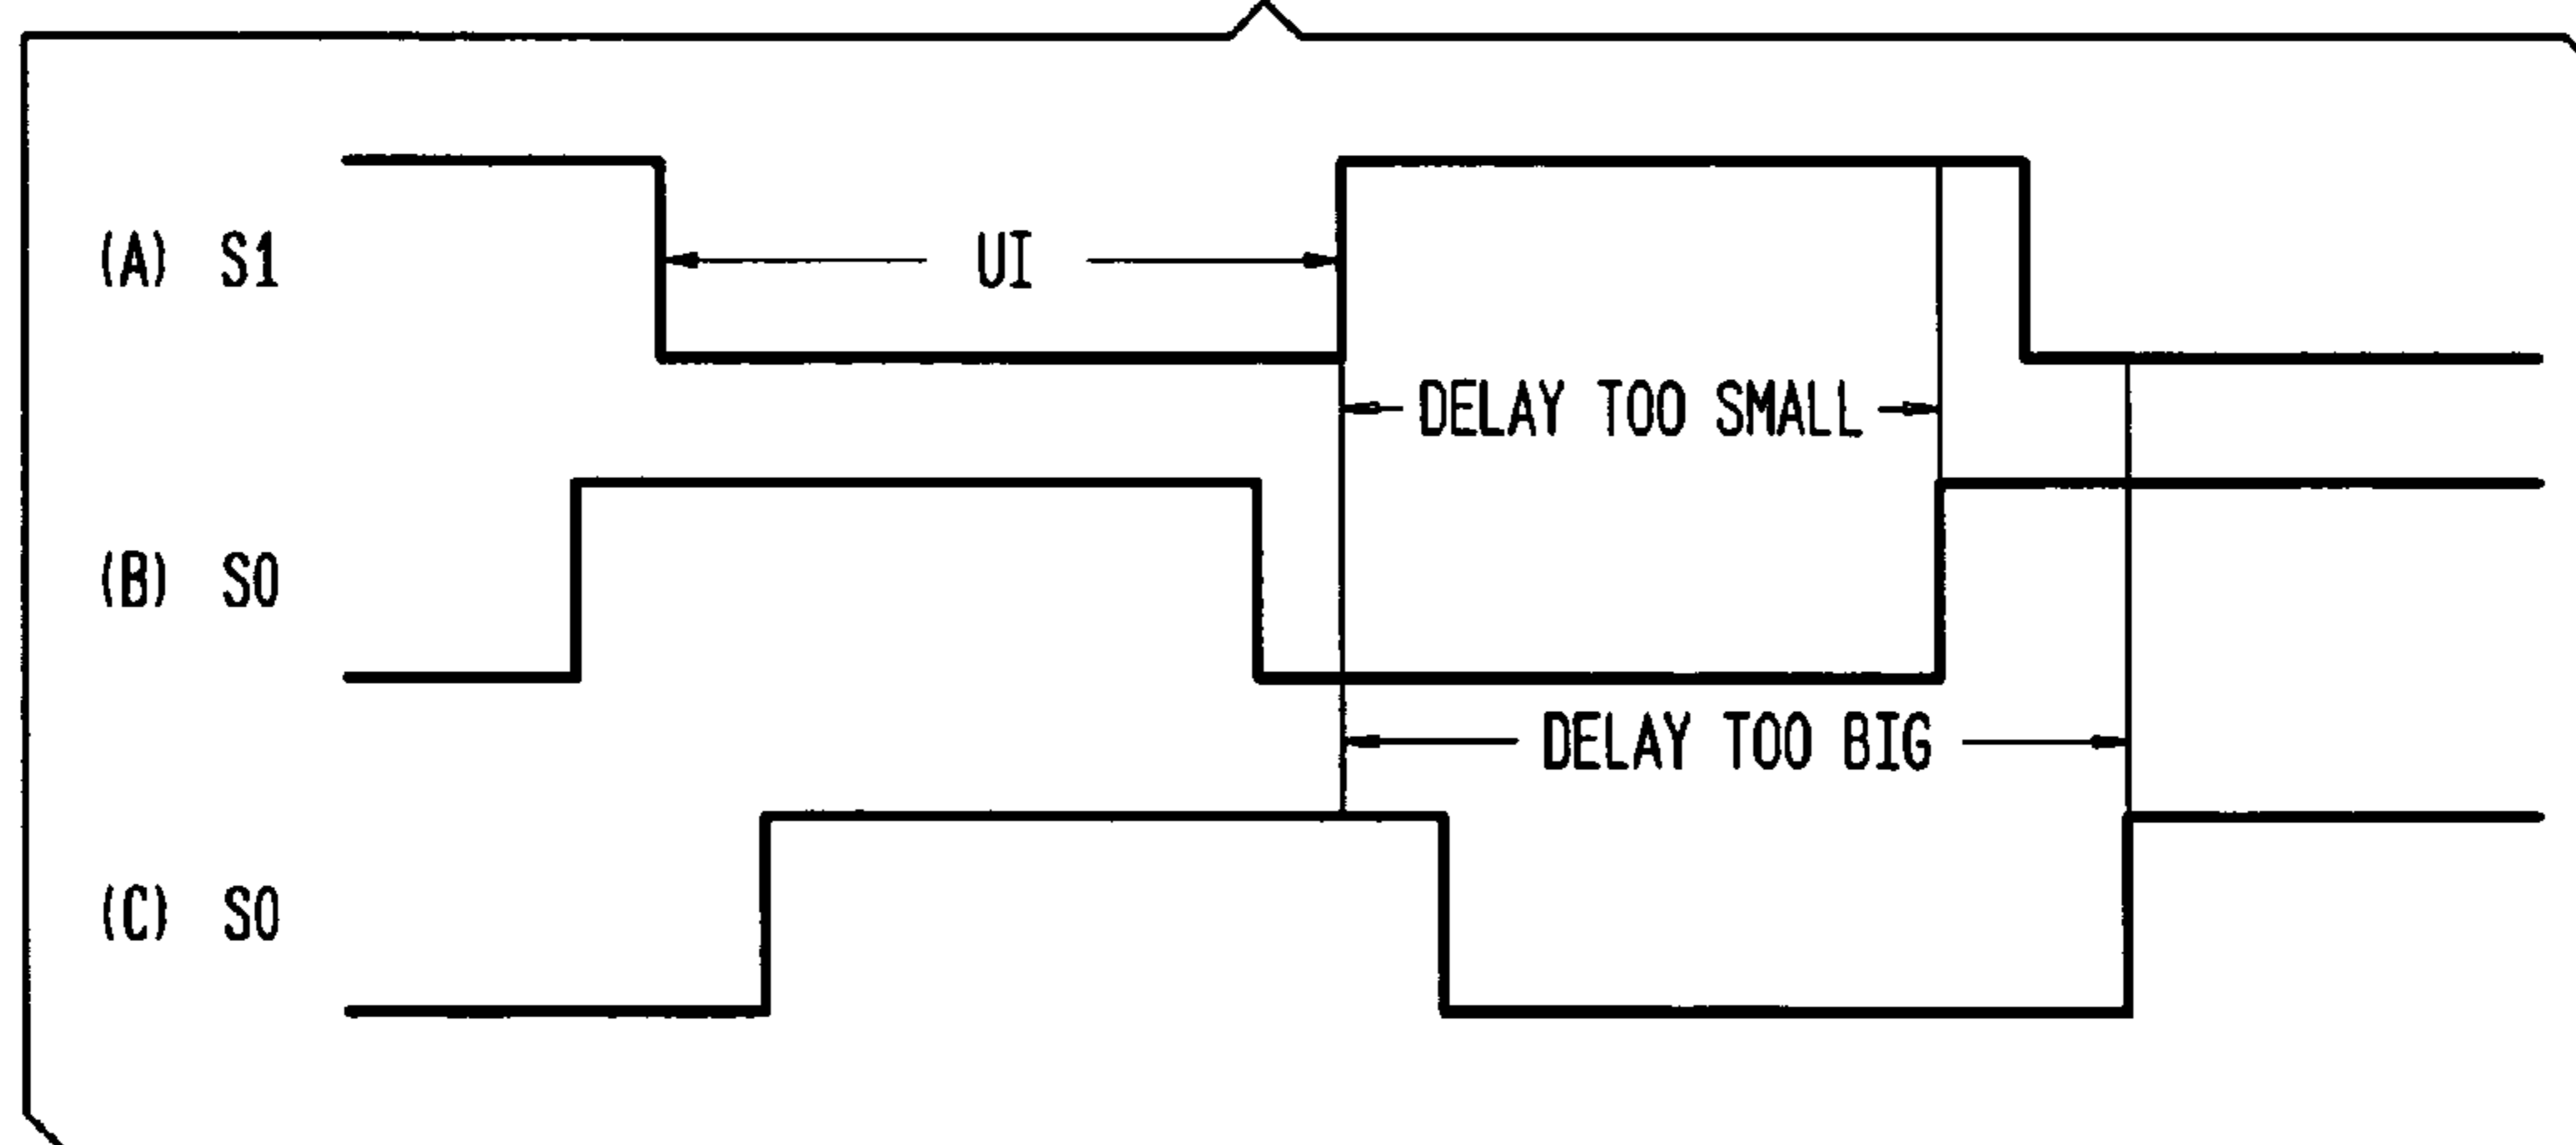 (A) S1
UI
DELAY TOO SMALL
(B) S0
DELAY TOO BIG
(C) S0